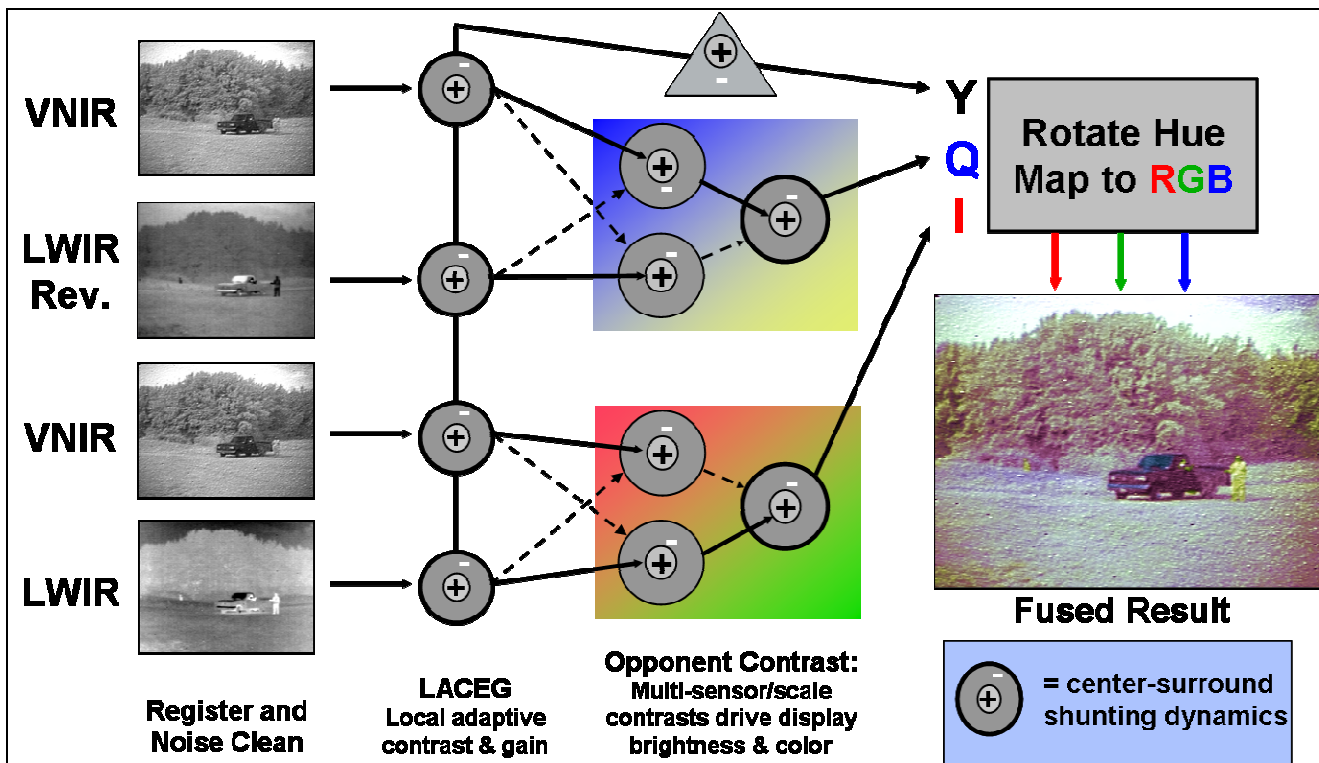 VNIR
LWIR
Rev.
VNIR
LWIR
Register and
Noise Clean
LACEG
Local adaptive
contrast & gain
Opponent Contrast:
Multi-sensor/scale
contrasts drive display
brightness & color
Y
Q
I
Rotate Hue
Map to RGB
Fused Result
= center-surround
shunting dynamics